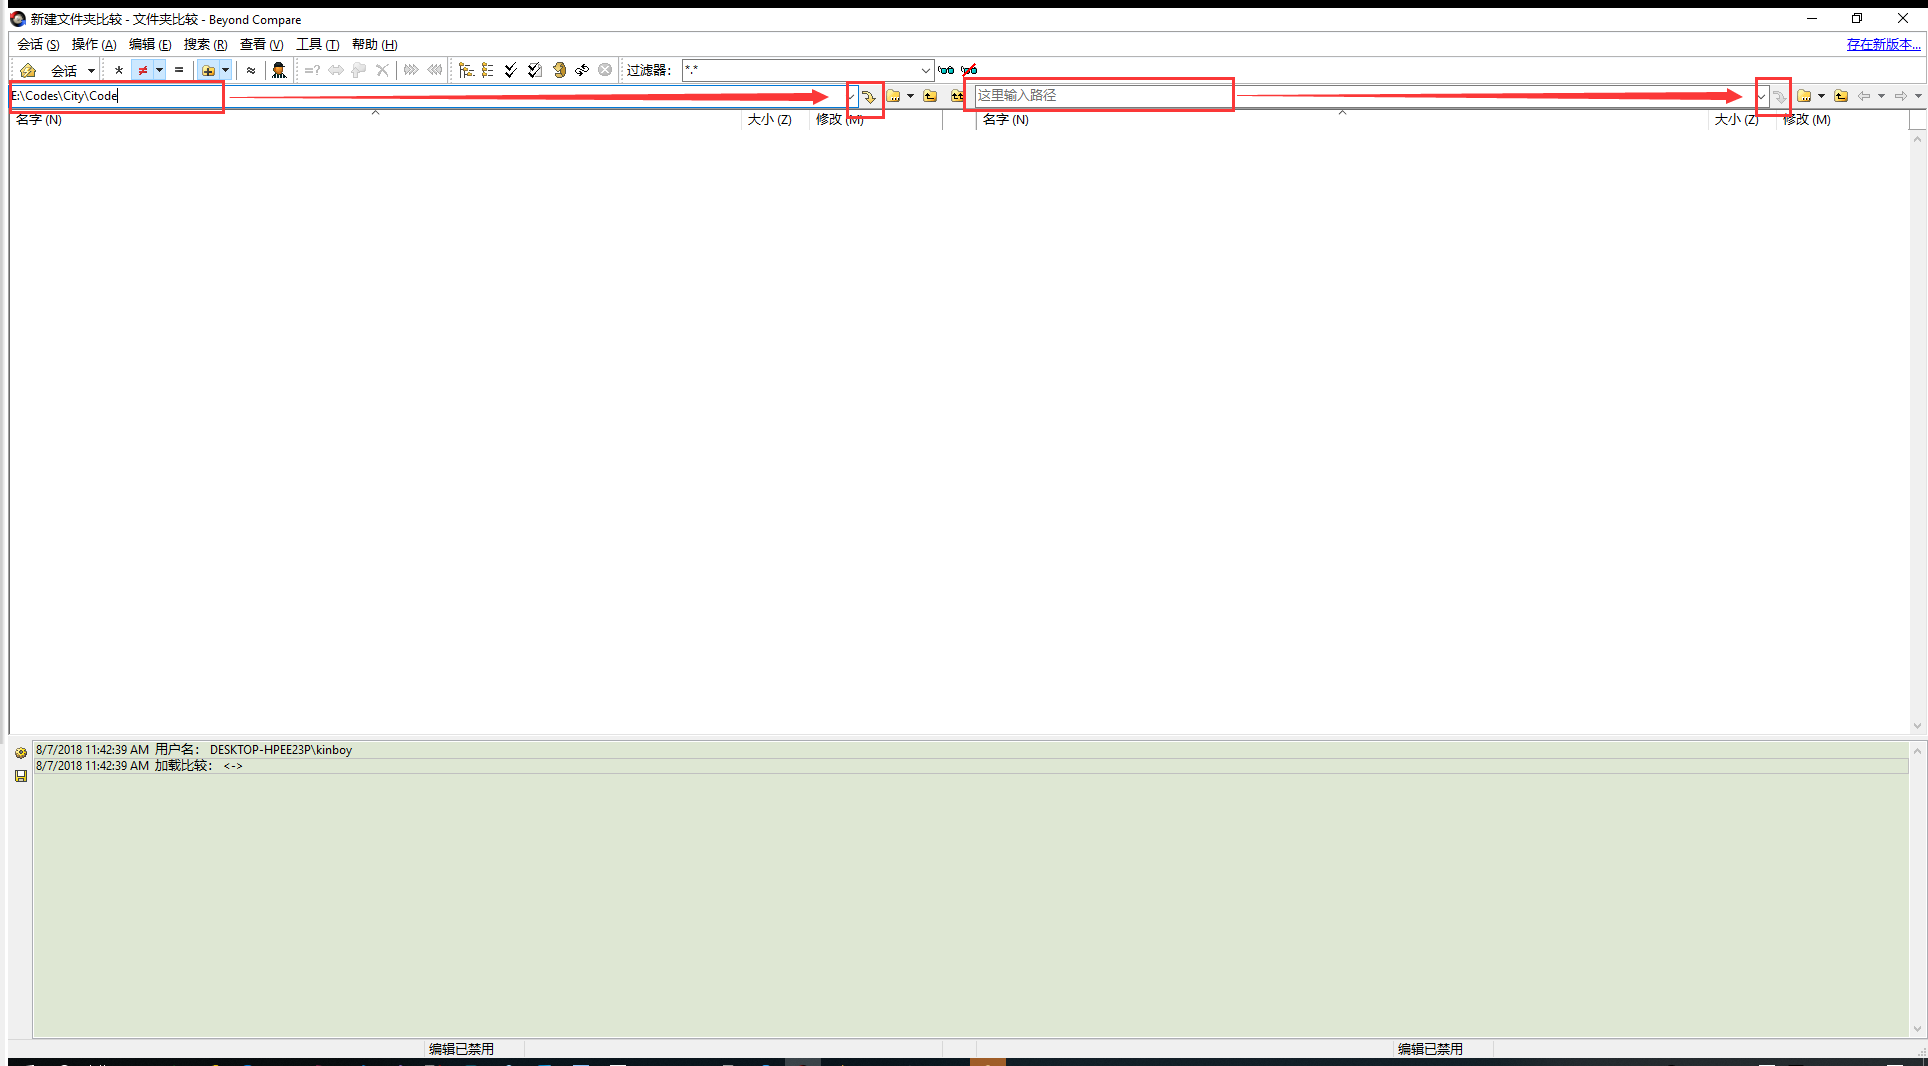 新建文件夹比较 - 文件夹比较 - Beyond Compare
会话 (S) 操作 (A) 编辑 (E) 搜索 (R) 查看 (V) 工具 (T) 帮助 (H) 存在新版本...
会话 * ≠ = ≈ =? 过滤器: *.*
E:\Codes\City\Code 这里输入路径
名字 (N) 大小 (Z) 修改 (M) 名字 (N) 大小 (Z) 修改 (M)
8/7/2018 11:42:39 AM 用户名: DESKTOP-HPEE23P\kinboy
8/7/2018 11:42:39 AM 加载比较: <->
编辑已禁用 编辑已禁用